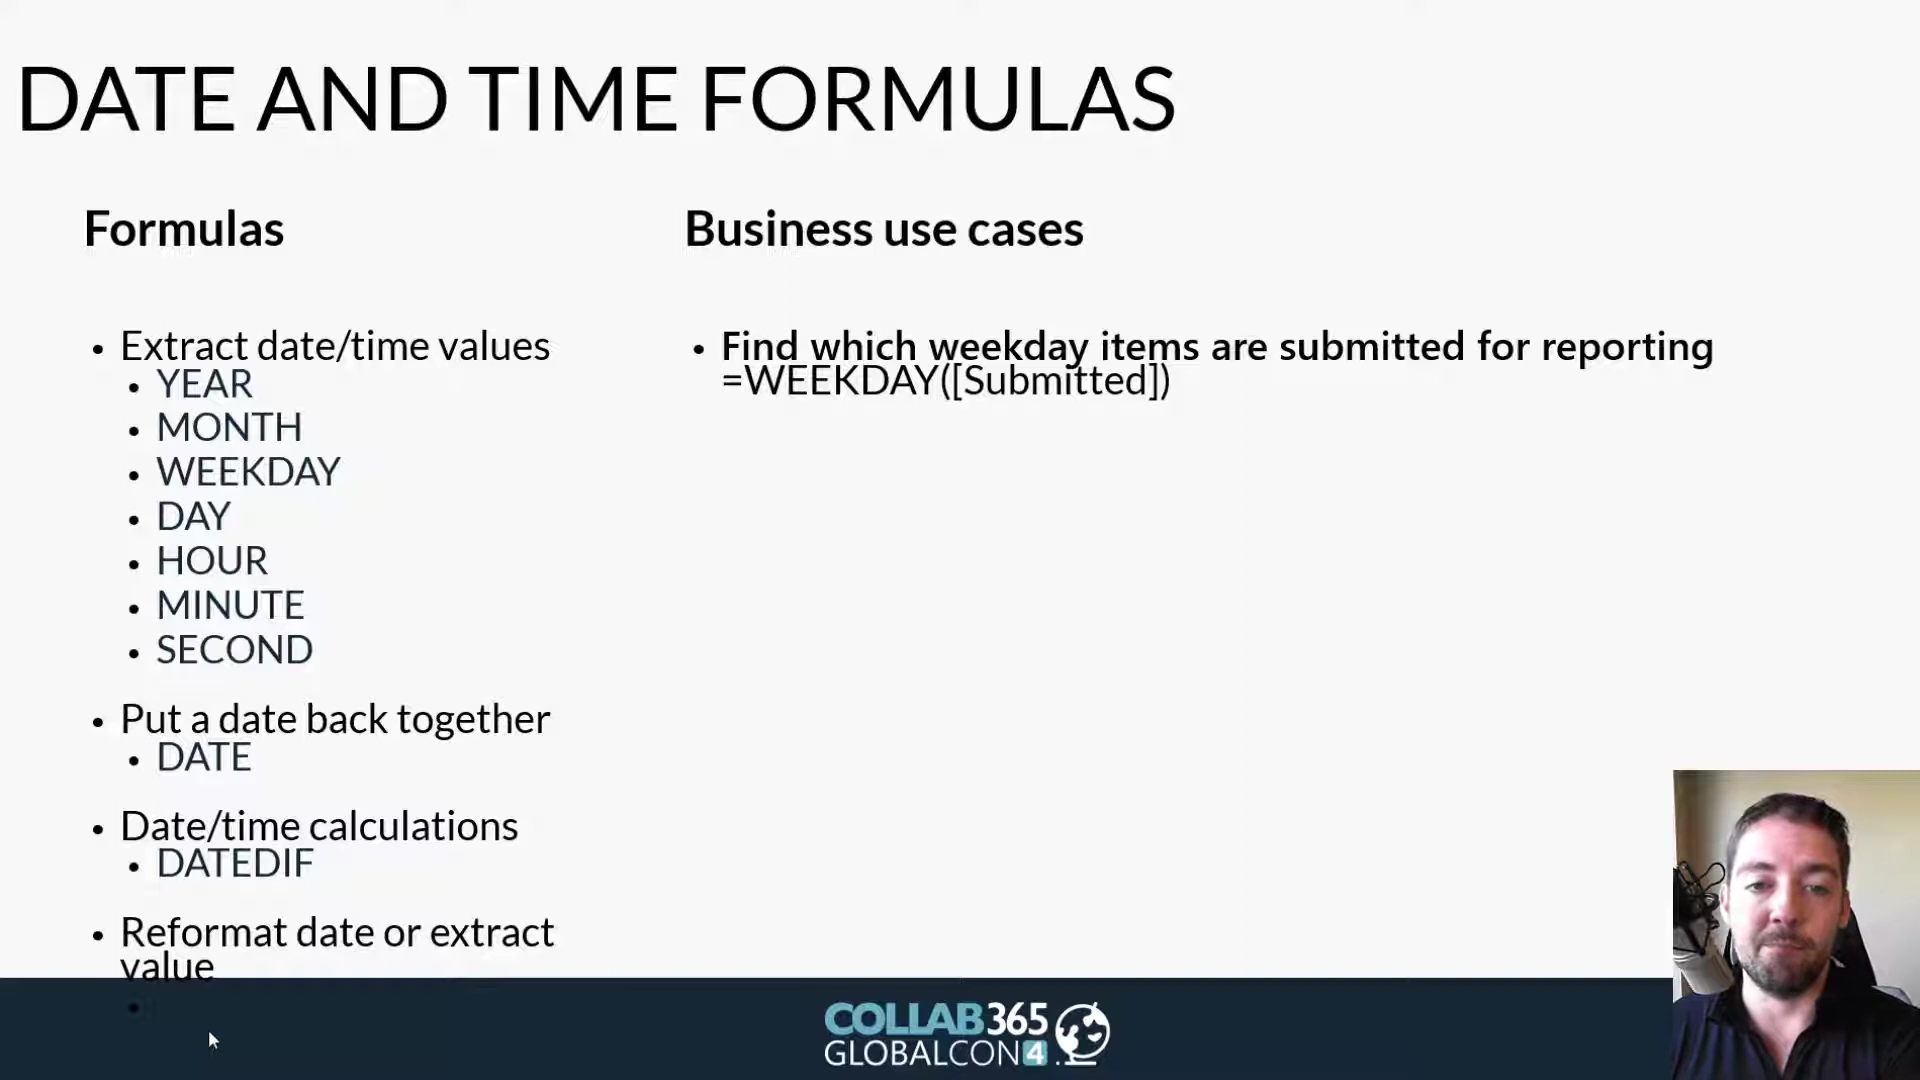 DATE AND TIME FORMULAS
Formulas
Extract date/time values
YEAR
MONTH
WEEKDAY
DAY
HOUR
MINUTE
SECOND
Put a date back together
DATE
Date/time calculations
DATEDIF
Reformat date or extract
value
Business use cases
Find which weekday items are submitted for reporting
=WEEKDAY([Submitted])
COLLAB365
GLOBALCON4